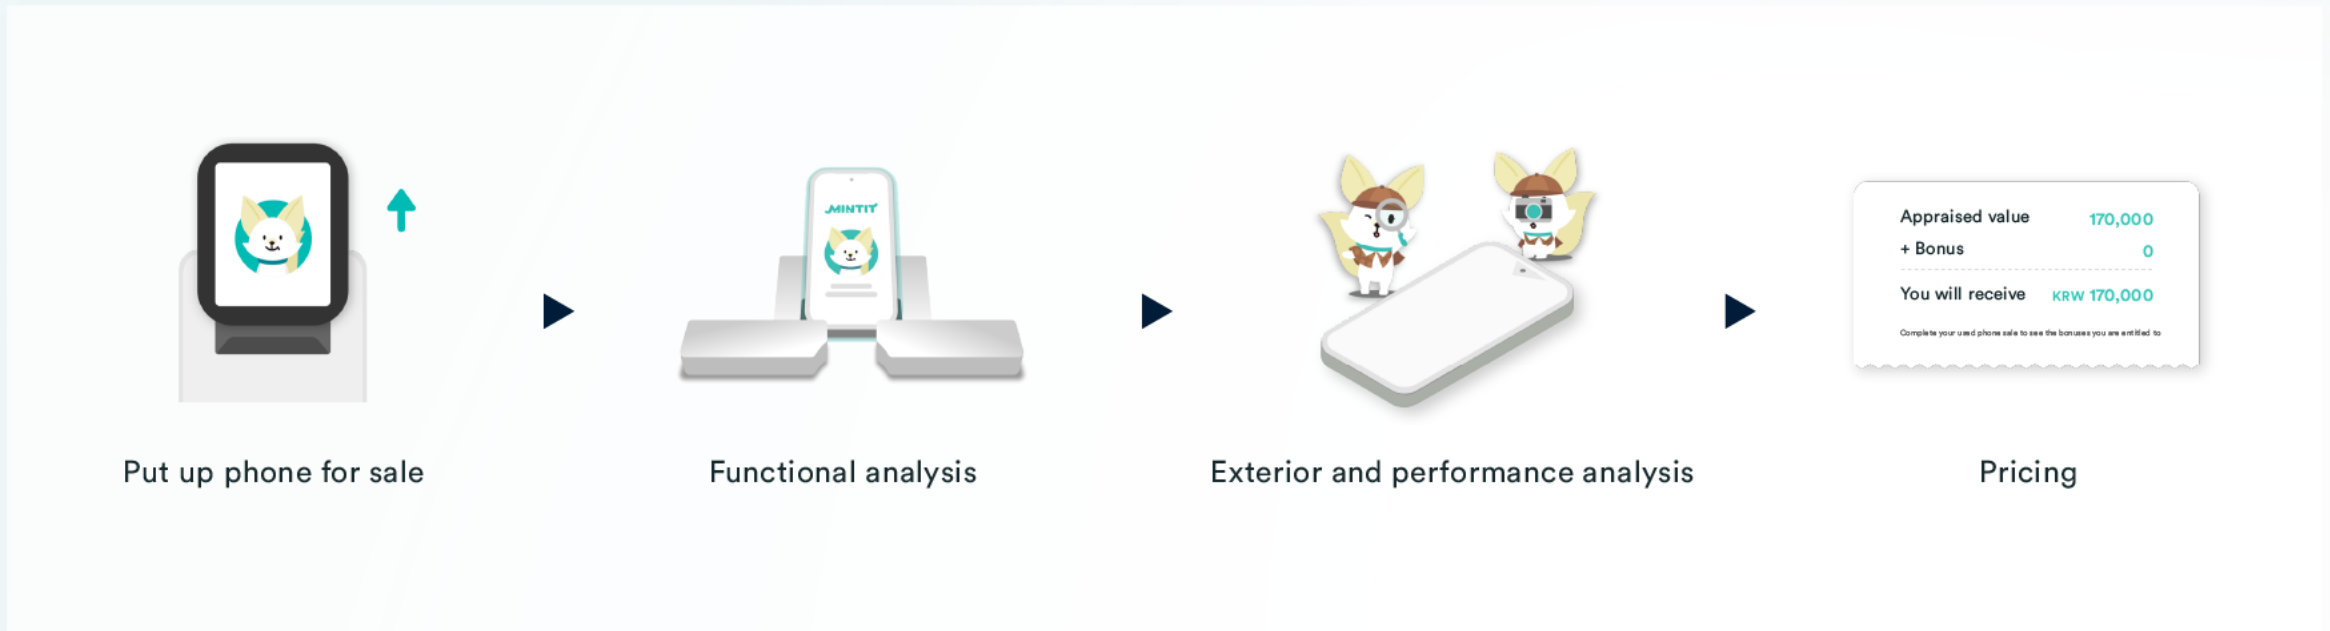 MINTIT
Appraised value 170,000
+ Bonus 0
You will receive KRW 170,000
Complete your used phone sale to see the bonuses you are entitled to
Put up phone for sale
Functional analysis
Exterior and performance analysis
Pricing